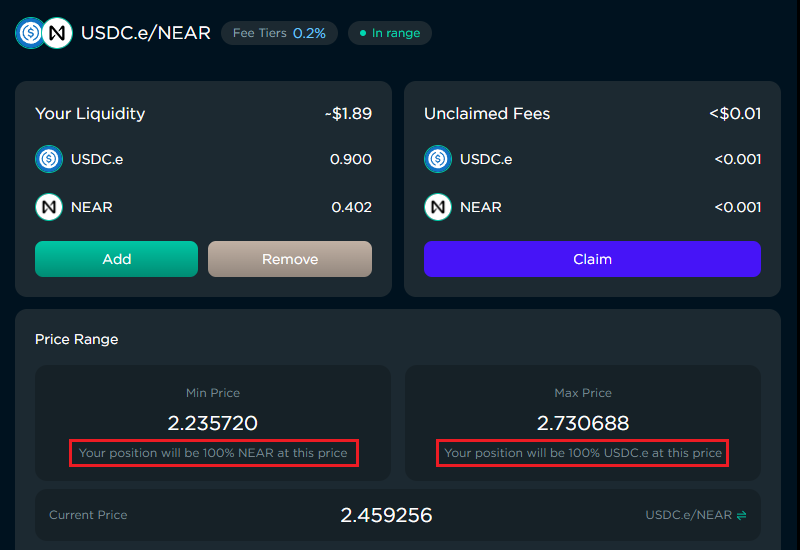 USDC.e/NEAR Fee Tiers 0.2% In range
Your Liquidity ~$1.89
USDC.e 0.900
NEAR 0.402
Add Remove
Unclaimed Fees <$0.01
USDC.e <0.001
NEAR <0.001
Claim
Price Range
Min Price
2.235720
Your position will be 100% NEAR at this price
Max Price
2.730688
Your position will be 100% USDC.e at this price
Current Price 2.459256 USDC.e/NEAR